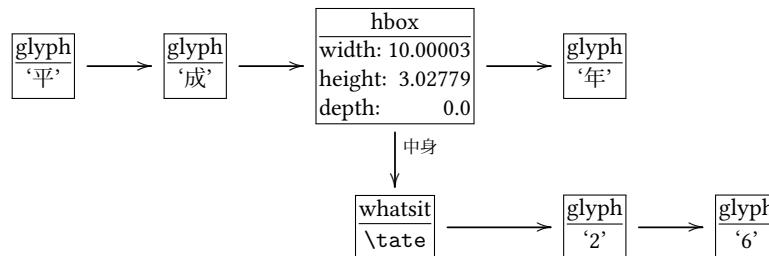 glyph
‘平’
glyph
‘成’
hbox
width: 10.00003
height: 3.02779
depth: 0.0
glyph
‘年’
中身
whatsit
\tate
glyph
‘2’
glyph
‘6’